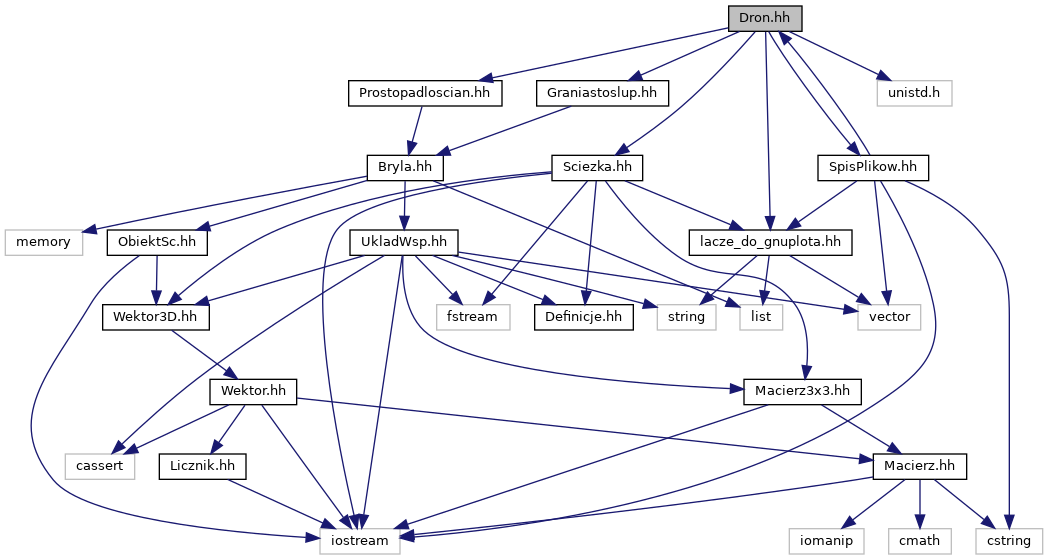 Dron.hh
Prostopadloscian.hh
Graniastoslup.hh
unistd.h
Bryla.hh
Sciezka.hh
SpisPlikow.hh
memory
ObiektSc.hh
UkladWsp.hh
lacze_do_gnuplota.hh
Wektor3D.hh
fstream
Definicje.hh
string
list
vector
Wektor.hh
Macierz3x3.hh
cassert
Licznik.hh
Macierz.hh
iostream
iomanip
cmath
cstring